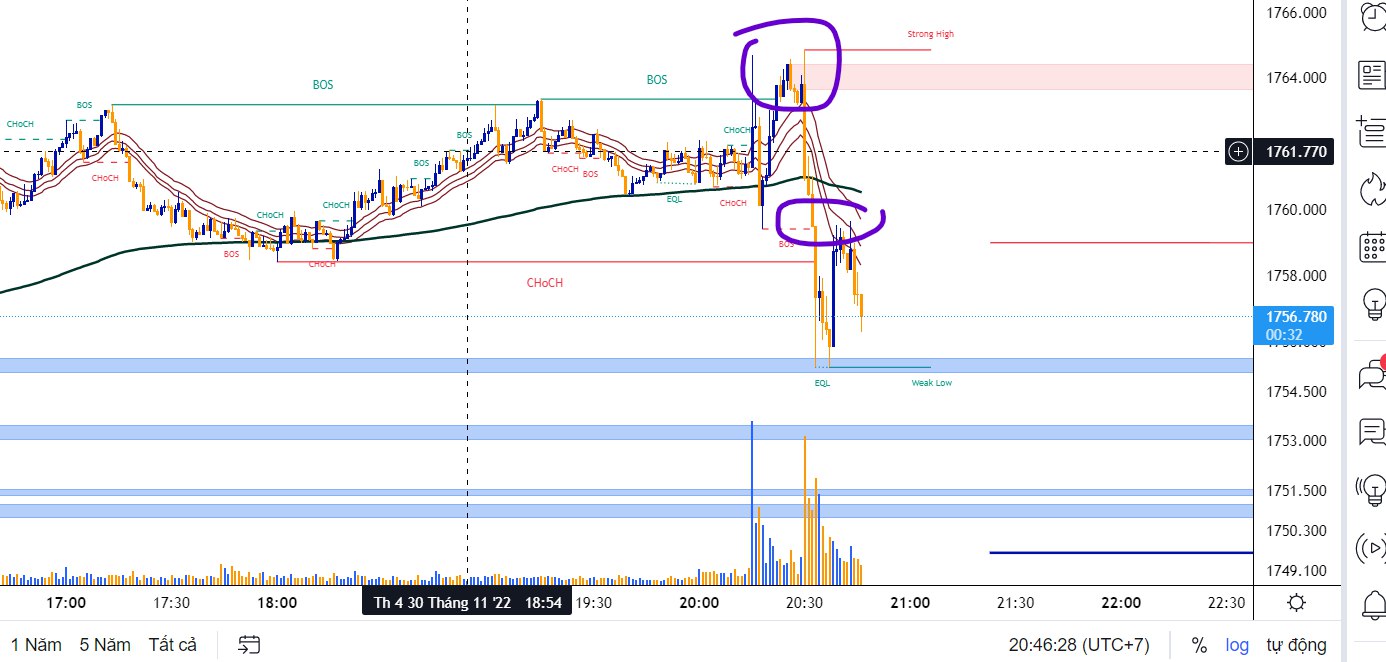 1766.000
Strong High
BOS
BOS
1764.000
BOS
CHoCH
BOS
CHoCH
BOS
1761.770
CHoCH
CHoCH
BOS
BOS
EQL
CHoCH
CHoCH
CHoCH
1760.000
BOS
CHoCH
BOS
CHoCH
1758.000
1756.780
00:32
EQL
Weak Low
1754.500
1753.000
1751.500
1750.300
1749.100
17:00
17:30
18:00
Th 4 30 Tháng 11 '22 18:54
19:30
20:00
20:30
21:00
21:30
22:00
22:30
1 Năm
5 Năm
Tất cả
20:46:28 (UTC+7)
%
log
tự động